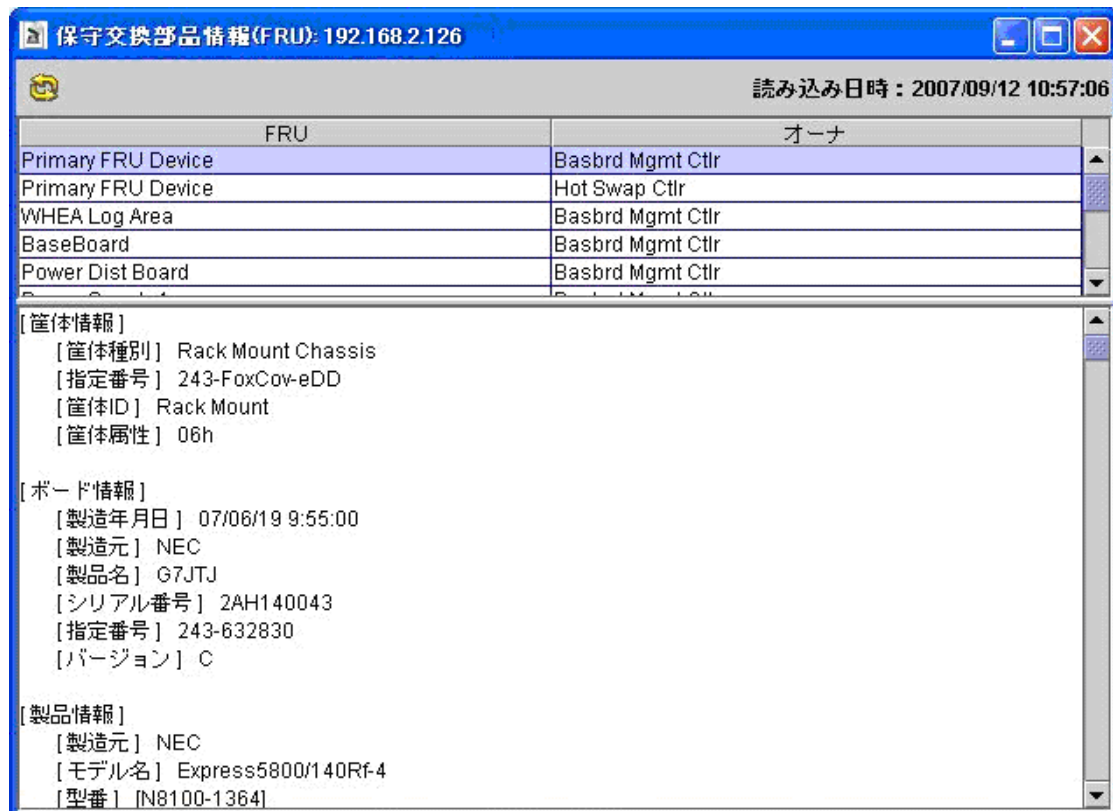 保守交換部品情報(FRU): 192.168.2.126
読み込み日時：2007/09/12 10:57:06
FRU オーナ
Primary FRU Device Basbrd Mgmt Ctlr
Primary FRU Device Hot Swap Ctlr
WHEA Log Area Basbrd Mgmt Ctlr
BaseBoard Basbrd Mgmt Ctlr
Power Dist Board Basbrd Mgmt Ctlr
[筐体情報]
[筐体種別] Rack Mount Chassis
[指定番号] 243-FoxCov-eDD
[筐体ID] Rack Mount
[筐体属性] 06h
[ボード情報]
[製造年月日] 07/06/19 9:55:00
[製造元] NEC
[製品名] G7JTJ
[シリアル番号] 2AH140043
[指定番号] 243-632830
[バージョン] C
[製品情報]
[製造元] NEC
[モデル名] Express5800/140Rf-4
[型番] [N8100-1364]